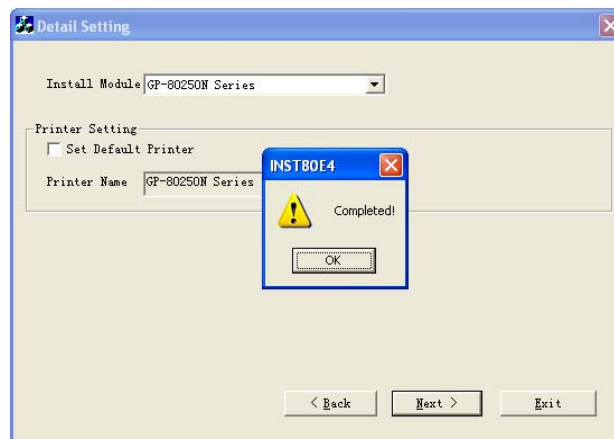 Detail Setting
Install Module GP-80250N Series
Printer Setting
Set Default Printer
Printer Name GP-80250N Series
INST80E4
Completed!
OK
< Back Next > Exit